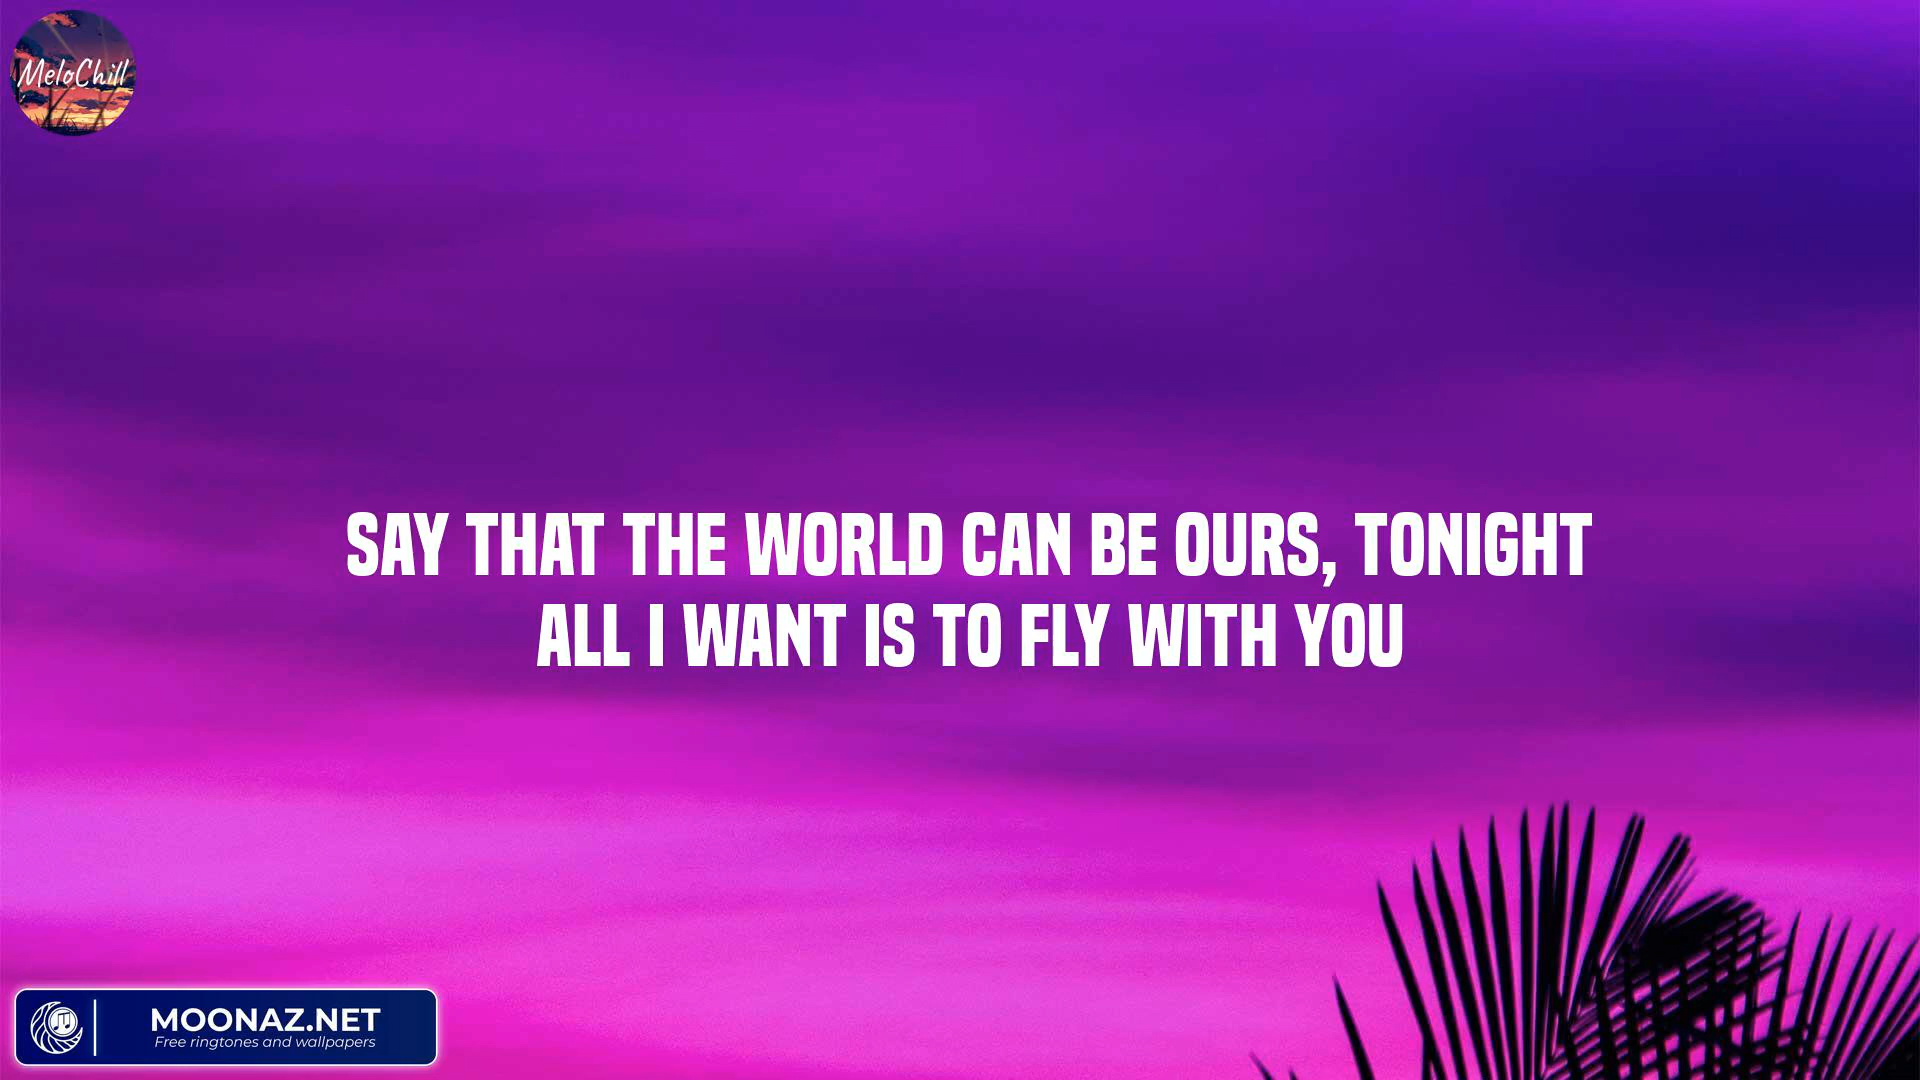 MeloChill
SAY THAT THE WORLD CAN BE OURS, TONIGHT
ALL I WANT IS TO FLY WITH YOU
MOONAZ.NET
Free ringtones and wallpapers